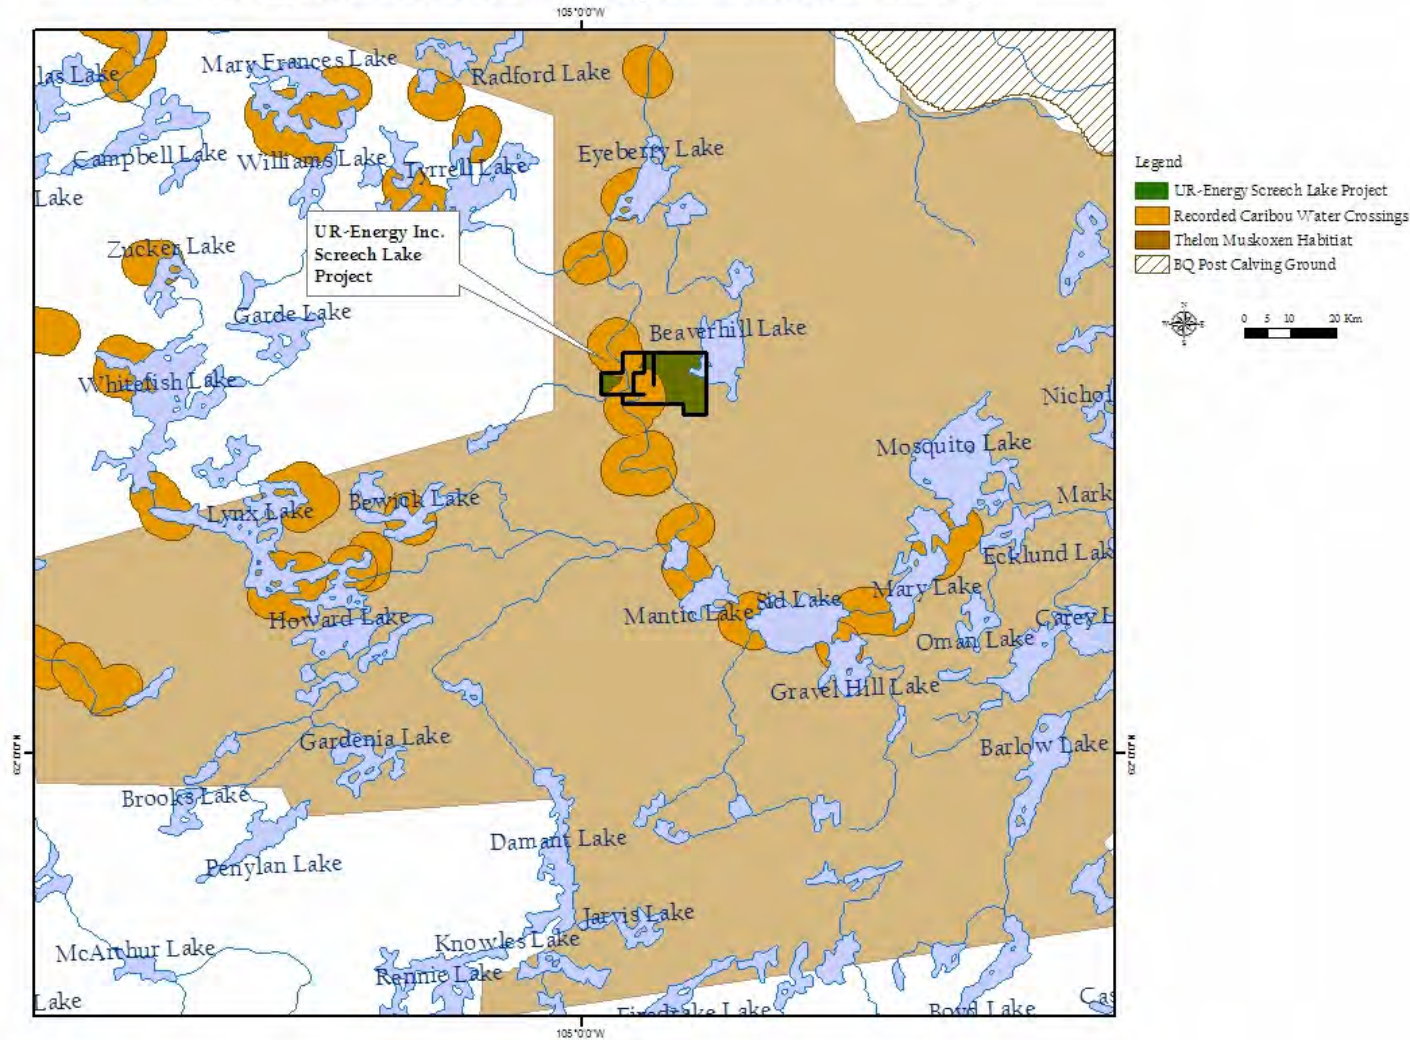 105°0'0"W
Mary Frances Lake
Radford Lake
las Lake
Campbell Lake
Williams Lake
Tyrrell Lake
Eyeberry Lake
Lake
Legend
UR-Energy Screech Lake Project
Recorded Caribou Water Crossings
Thelon Muskoxen Habitiat
BQ Post Calving Ground
UR-Energy Inc.
Screech Lake
Project
Zucker Lake
Garde Lake
Beaverhill Lake
N
W E
S
0 5 10 20 Km
Whitefish Lake
Nichol
Mosquito Lake
Lynx Lake
Bewick Lake
Mark
Ecklund Lak
Mary Lake
Sid Lake
Mantic Lake
Howard Lake
Carey L
Oman Lake
Gravel Hill Lake
Gardenia Lake
Barlow Lake
Brooks Lake
Damant Lake
Penylan Lake
Jarvis Lake
Knowles Lake
McArthur Lake
Rennie Lake
Lake
Firedrake Lake
Boyd Lake
Cas
105°0'0"W